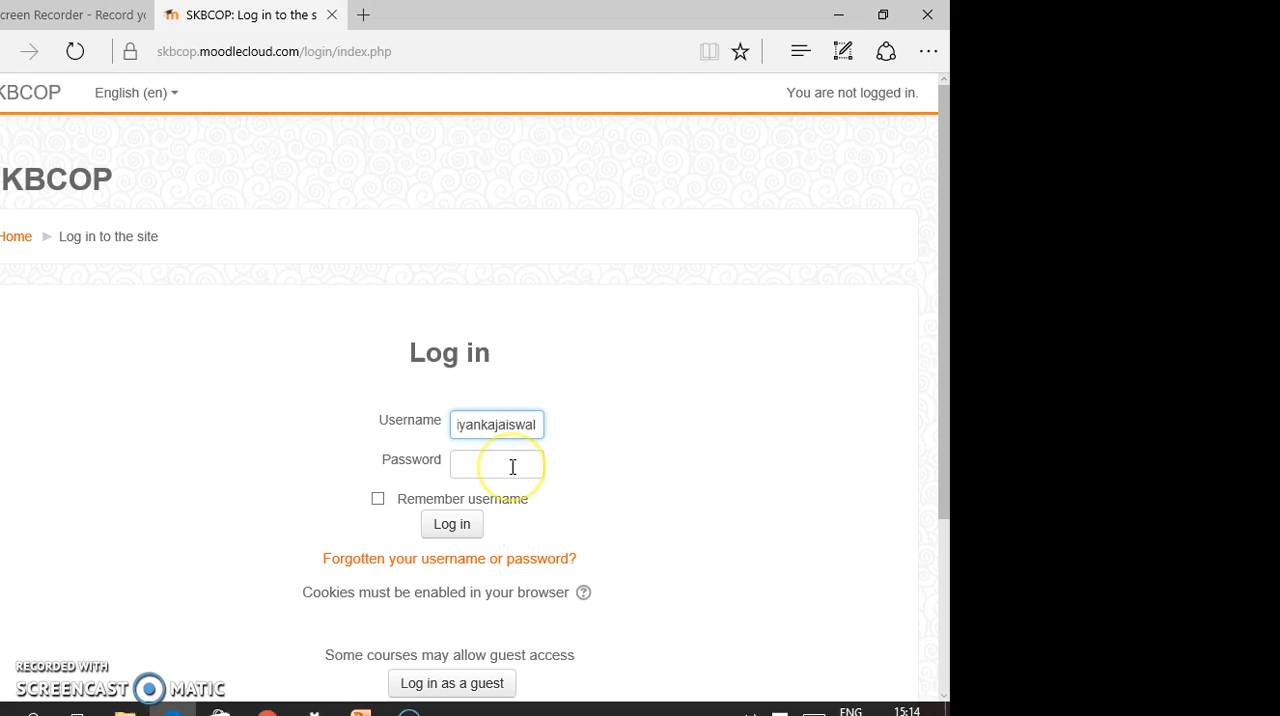 creen Recorder - Record yo
SKBCOP: Log in to the s
skbcop.moodlecloud.com/login/index.php
KBCOP English (en)
You are not logged in.
KBCOP
Home Log in to the site
Log in
Username iyankajaiswal
Password
Remember username
Log in
Forgotten your username or password?
Cookies must be enabled in your browser ?
Some courses may allow guest access
Log in as a guest
RECORDED WITH
SCREENCAST MATIC
ENG
15:14